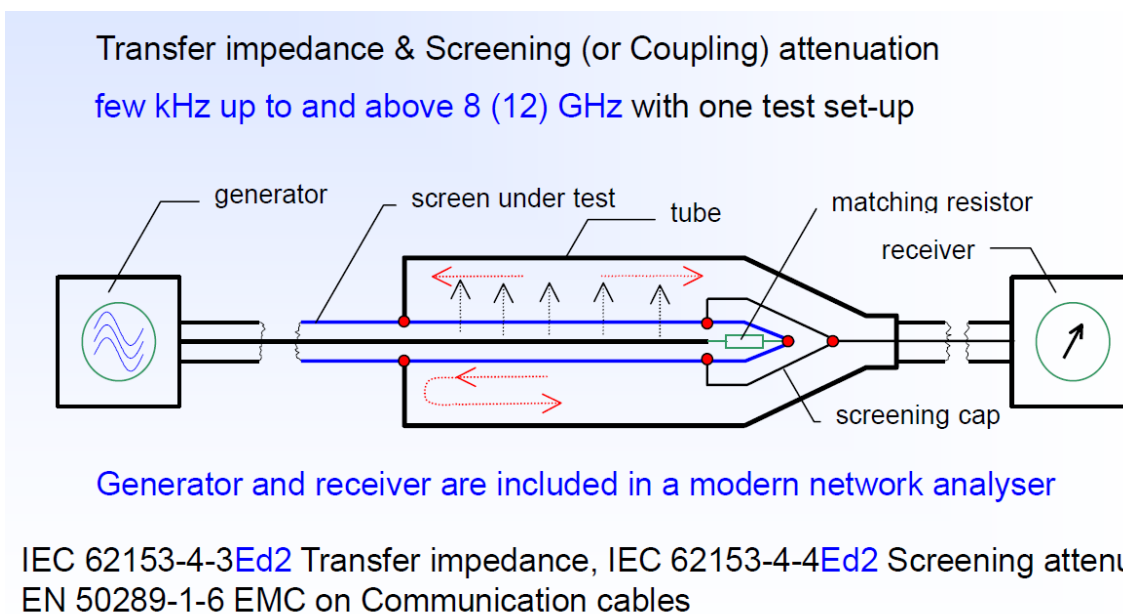 Transfer impedance & Screening (or Coupling) attenuation
few kHz up to and above 8 (12) GHz with one test set-up
generator
screen under test
tube
matching resistor
receiver
screening cap
Generator and receiver are included in a modern network analyser
IEC 62153-4-3Ed2 Transfer impedance, IEC 62153-4-4Ed2 Screening attenu
EN 50289-1-6 EMC on Communication cables